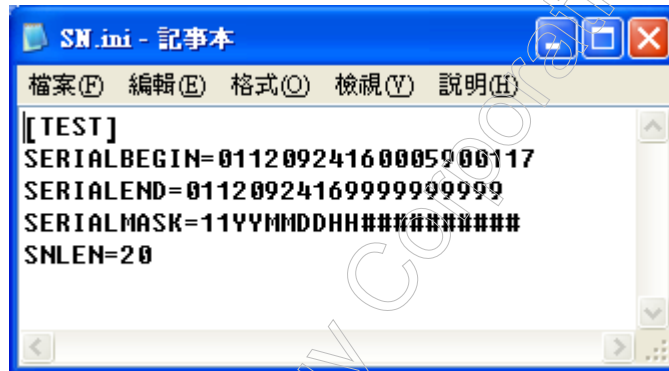 SN.ini - 記事本
檔案(F) 編輯(E) 格式(O) 檢視(V) 說明(H)
[TEST]
SERIALBEGIN=01120924160005900117
SERIALEND=01120924169999999999
SERIALMASK=11YYMMDDHH##########
SNLEN=20